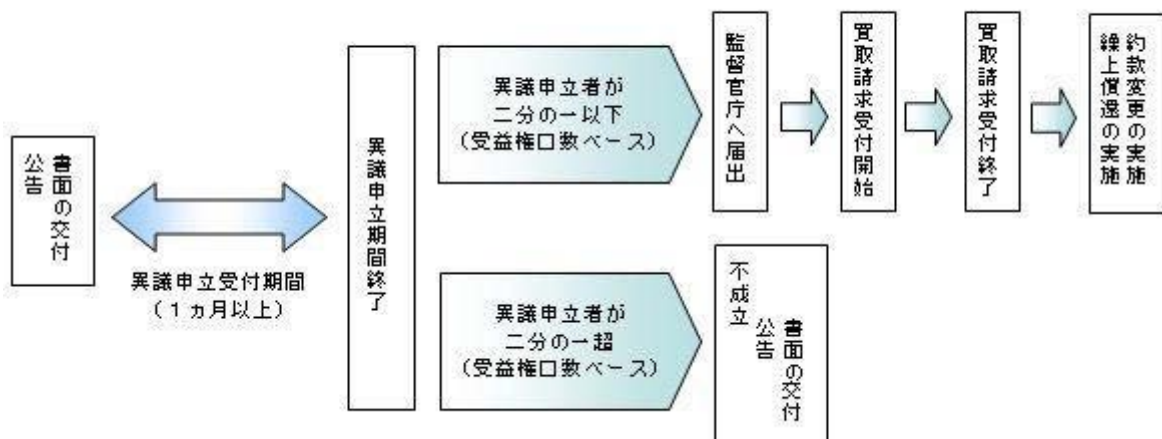 書面の交付
公告
異議申立受付期間
(1ヵ月以上)
異議申立期間終了
異議申立者が
二分の一以下
(受益権口数ベース)
監督官庁へ届出
買取請求受付開始
買取請求受付終了
約款変更の実施
繰上償還の実施
異議申立者が
二分の一超
(受益権口数ベース)
不成立
書面の交付
公告